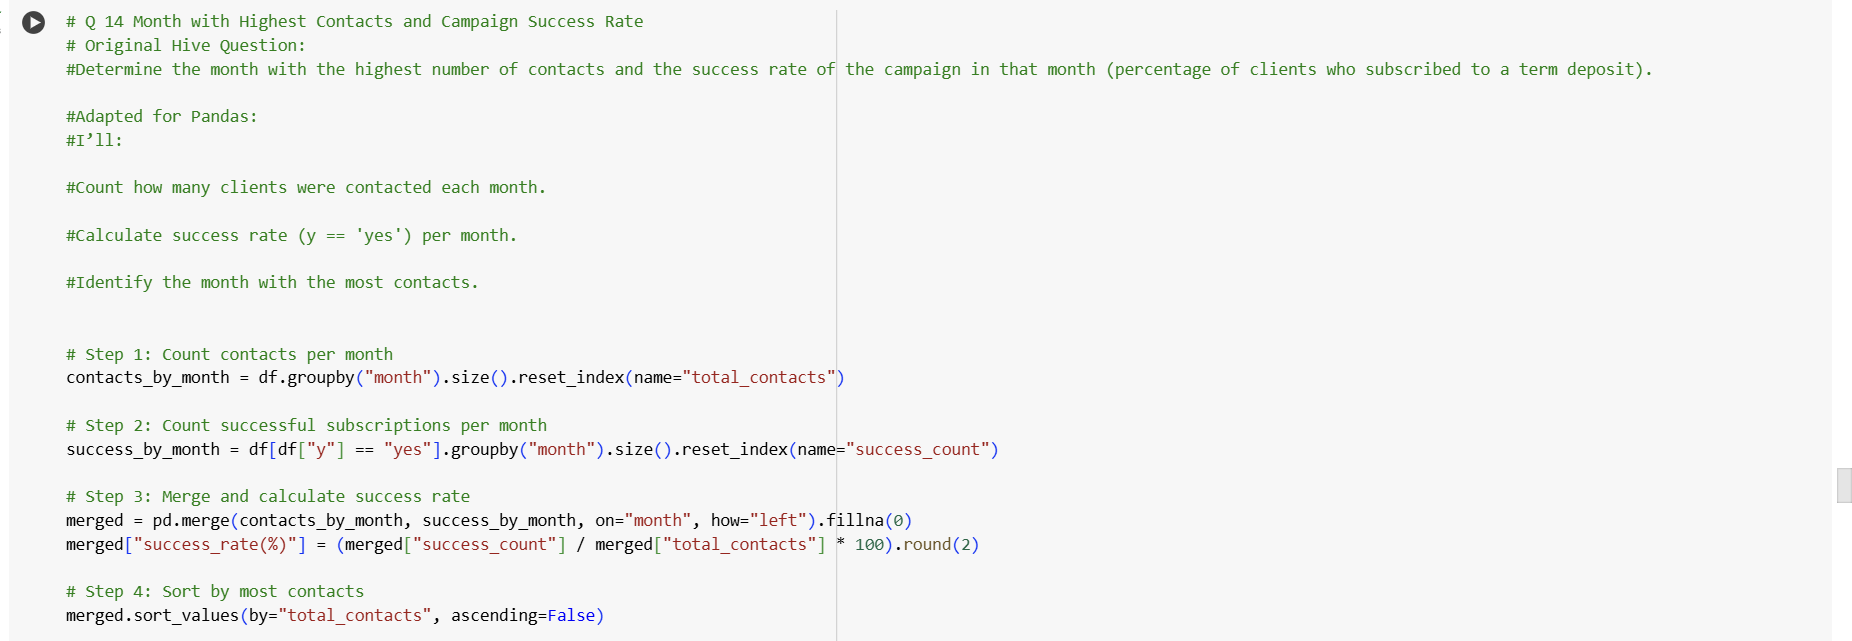 # Q 14 Month with Highest Contacts and Campaign Success Rate
# Original Hive Question:
#Determine the month with the highest number of contacts and the success rate of the campaign in that month (percentage of clients who subscribed to a term deposit).
#Adapted for Pandas:
#I’ll:
#Count how many clients were contacted each month.
#Calculate success rate (y == 'yes') per month.
#Identify the month with the most contacts.
# Step 1: Count contacts per month
contacts_by_month = df.groupby("month").size().reset_index(name="total_contacts")
# Step 2: Count successful subscriptions per month
success_by_month = df[df["y"] == "yes"].groupby("month").size().reset_index(name="success_count")
# Step 3: Merge and calculate success rate
merged = pd.merge(contacts_by_month, success_by_month, on="month", how="left").fillna(0)
merged["success_rate(%)"] = (merged["success_count"] / merged["total_contacts"] * 100).round(2)
# Step 4: Sort by most contacts
merged.sort_values(by="total_contacts", ascending=False)